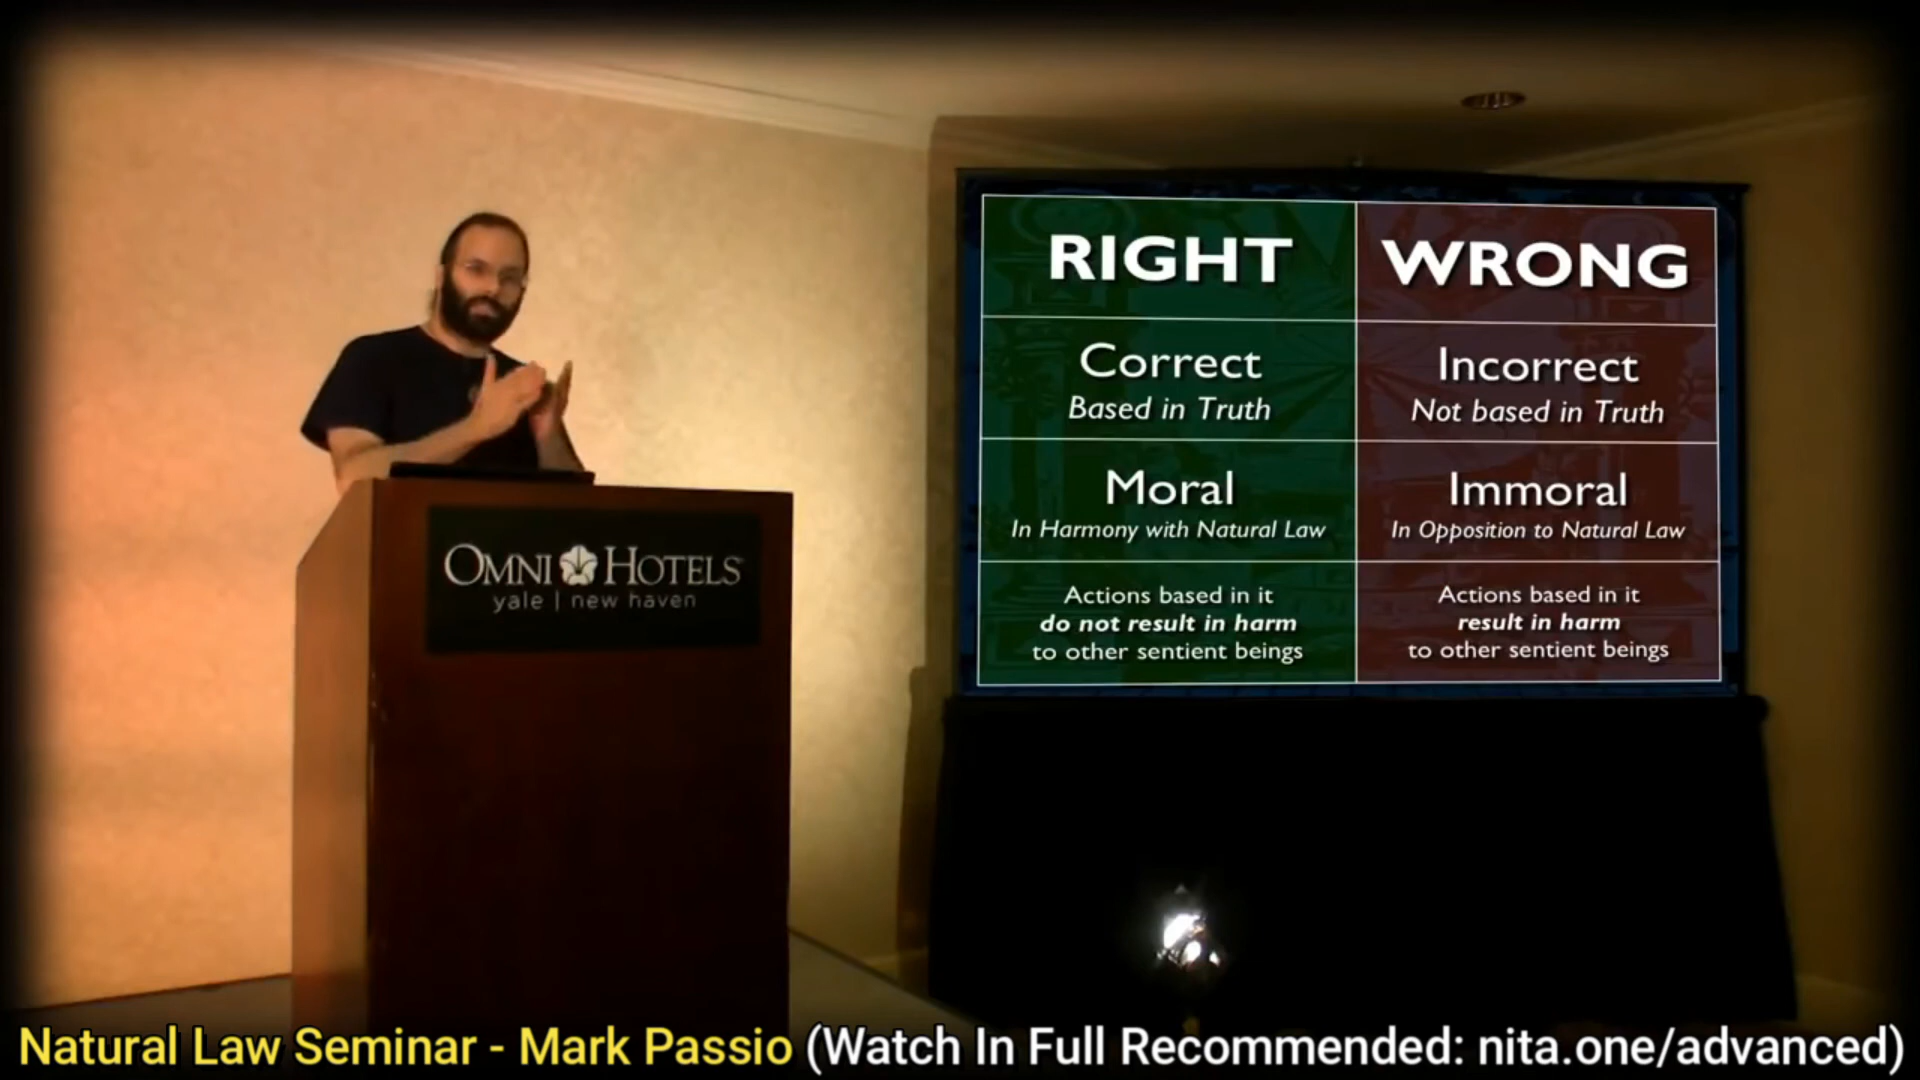 RIGHT
WRONG
Correct
Based in Truth
Incorrect
Not based in Truth
Moral
In Harmony with Natural Law
Immoral
In Opposition to Natural Law
Actions based in it
do not result in harm
to other sentient beings
Actions based in it
result in harm
to other sentient beings
OMNI HOTELS
yale | new haven
Natural Law Seminar - Mark Passio (Watch In Full Recommended: nita.one/advanced)